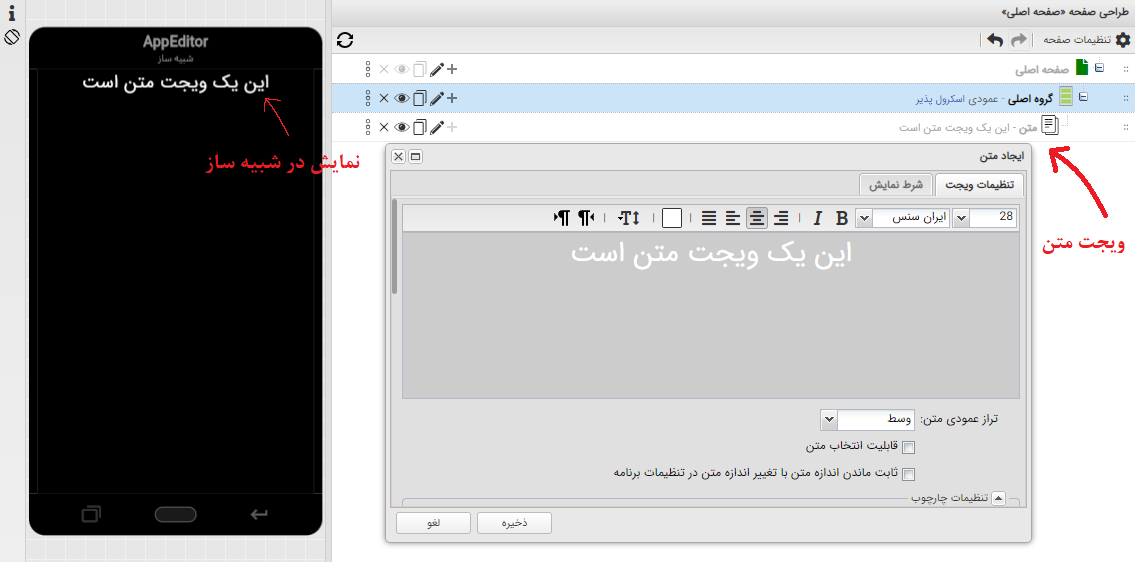 طراحی صفحه «صفحه اصلی»
تنظیمات صفحه
صفحه اصلی
گروه اصلی - عمودی اسکرول پذیر
متن - این یک ویجت متن است
ویجت متن
ایجاد متن
تنظیمات ویجت
شرط نمایش
28
ایران سنس
B I
این یک ویجت متن است
تراز عمودی متن: وسط
قابلیت انتخاب متن
ثابت ماندن اندازه متن با تغییر اندازه متن در تنظیمات برنامه
تنظیمات چارچوب
ذخیره
لغو
AppEditor
شبیه ساز
این یک ویجت متن است
نمایش در شبیه ساز